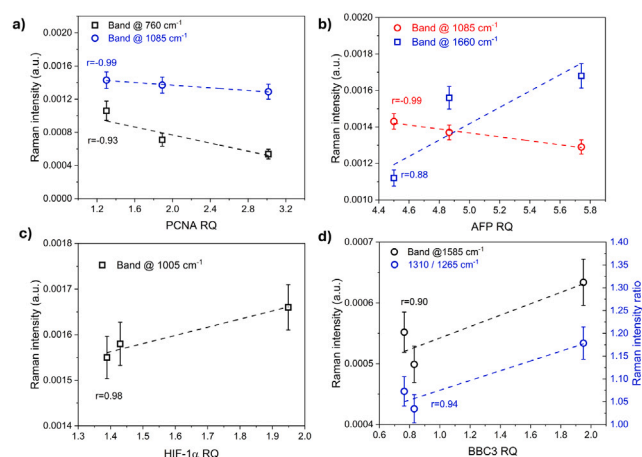 a)
Band @ 760 cm⁻¹
Band @ 1085 cm⁻¹
r=-0.99
r=-0.93
Raman intensity (a.u.)
0.0020
0.0016
0.0012
0.0008
0.0004
0.0000
1.2 1.6 2.0 2.4 2.8 3.2
PCNA RQ
b)
Band @ 1085 cm⁻¹
Band @ 1660 cm⁻¹
r=-0.99
r=0.88
Raman intensity (a.u.)
0.0020
0.0018
0.0016
0.0014
0.0012
0.0010
4.4 4.6 4.8 5.0 5.2 5.4 5.6 5.8
AFP RQ
c)
Band @ 1005 cm⁻¹
r=0.98
Raman intensity (a.u.)
0.0018
0.0017
0.0016
0.0015
0.0014
1.3 1.4 1.5 1.6 1.7 1.8 1.9 2.0
HIF-1α RQ
d)
Band @1585 cm⁻¹
1310 / 1265 cm⁻¹
r=0.90
r=0.94
Raman intensity (a.u.)
0.0007
0.0006
0.0005
0.0004
0.6 0.8 1.0 1.2 1.4 1.6 1.8 2.0
BBC3 RQ
1.40
1.35
1.30
1.25
1.20
1.15
1.10
1.05
1.00
Raman intensity ratio